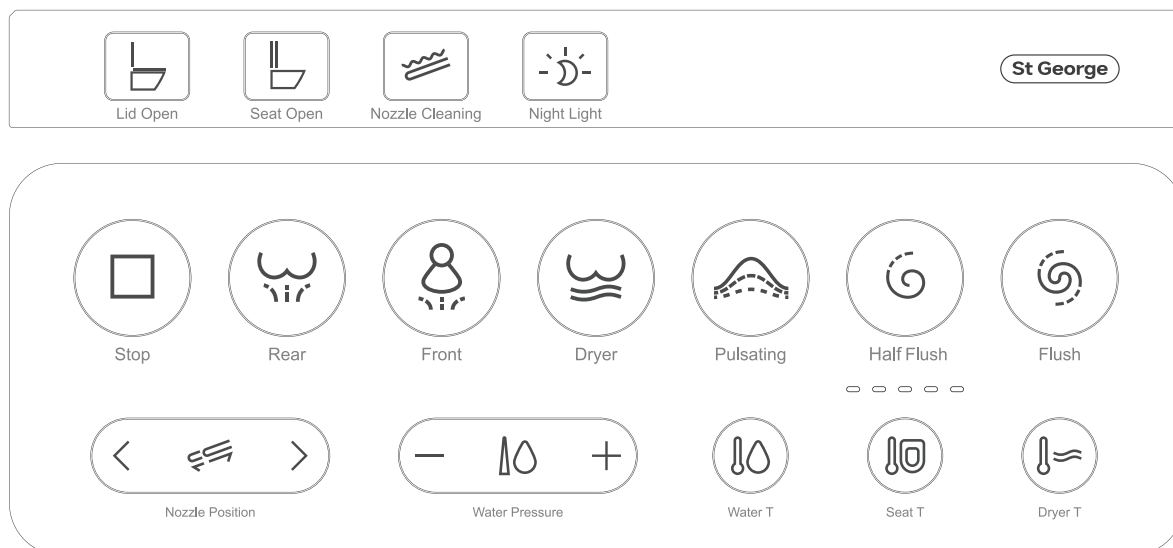 St George
Lid Open
Seat Open
Nozzle Cleaning
Night Light
Stop
Rear
Front
Dryer
Pulsating
Half Flush
Flush
Nozzle Position
Water Pressure
Water T
Seat T
Dryer T